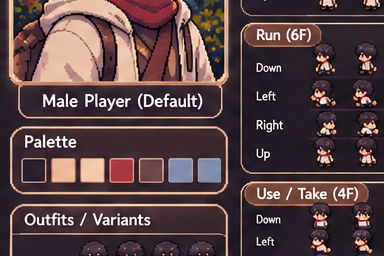 Male Player (Default)
Palette
Outfits / Variants
Run (6F)
Down
Left
Right
Up
Use / Take (4F)
Down
Left